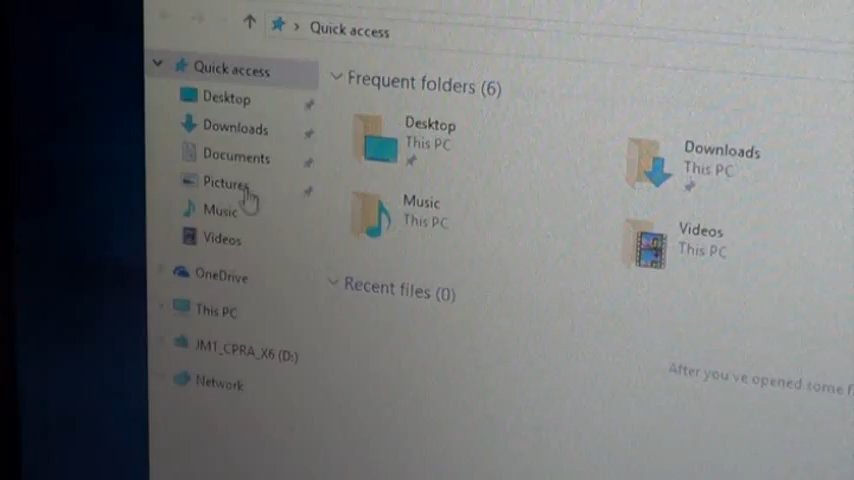 Quick access
Quick access
Desktop
Downloads
Documents
Pictures
Music
Videos
OneDrive
This PC
JMT_CPRA_X6 (D:)
Network
Frequent folders (6)
Desktop
This PC
Downloads
This PC
Music
This PC
Videos
This PC
Recent files (0)
After you've opened some f